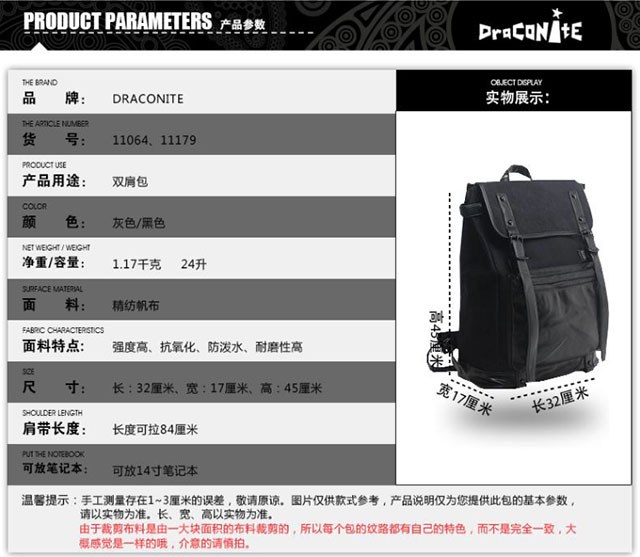 PRODUCT PARAMETERS 产品参数
DRACONITE
THE BRAND
品 牌： DRACONITE
THE ARTICLE NUMBER
货 号： 11064、11179
PRODUCT USE
产品用途： 双肩包
COLOR
颜 色： 灰色/黑色
NET WEIGHT / WEIGHT
净重/容量： 1.17千克 24升
SURFACE MATERIAL
面 料： 精纺帆布
FABRIC CHARACTERISTICS
面料特点： 强度高、抗氧化、防泼水、耐磨性高
SIZE
尺 寸： 长：32厘米、宽：17厘米、高：45厘米
SHOULDER LENGTH
肩带长度： 长度可拉84厘米
PUT THE NOTEBOOK
可放笔记本： 可放14寸笔记本
OBJECT DISPLAY
实物展示：
高45厘米
宽17厘米
长32厘米
温馨提示：手工测量存在1~3厘米的误差，敬请原谅。图片仅供款式参考，产品说明仅为您提供此包的基本参数，
请以实物为准。长、宽、高以实物为准。
由于裁剪布料是由一大块面积的布料裁剪的，所以每个包的纹路都有自己的特色，而不是完全一致，大
概感觉是一样的哦，介意的请慎拍。